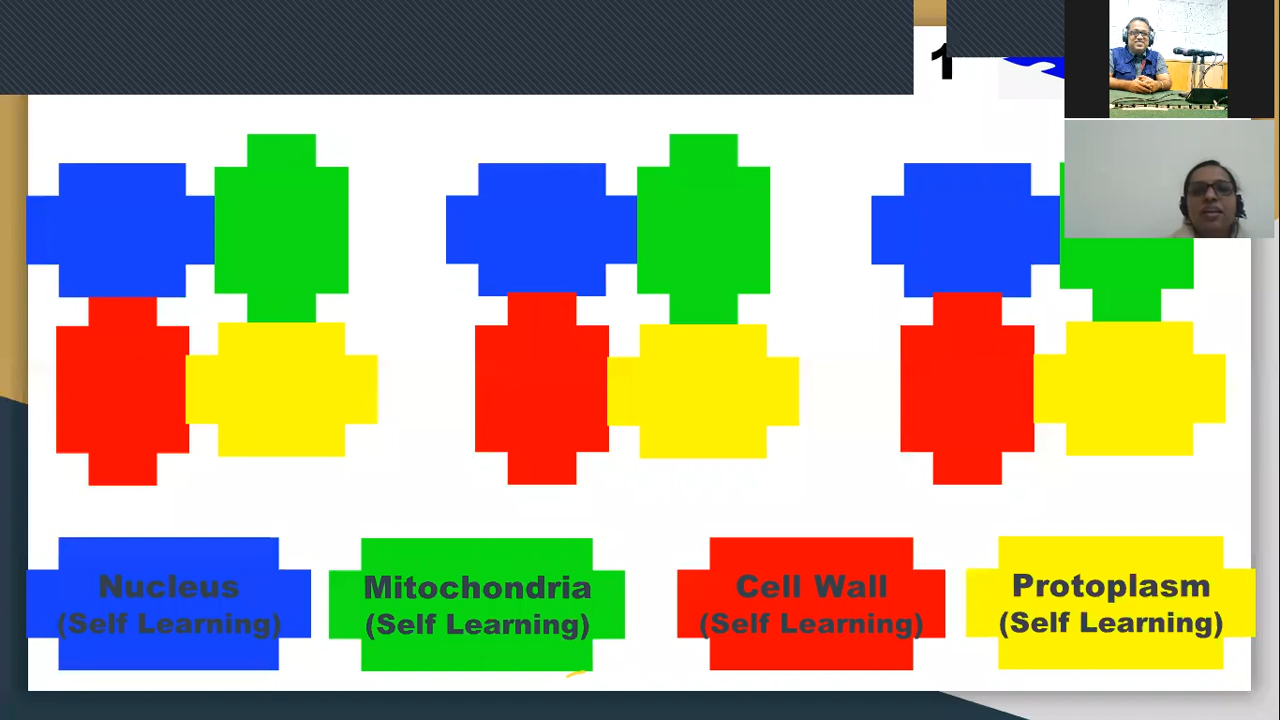 1
Nucleus
(Self Learning)
Mitochondria
(Self Learning)
Cell Wall
(Self Learning)
Protoplasm
(Self Learning)